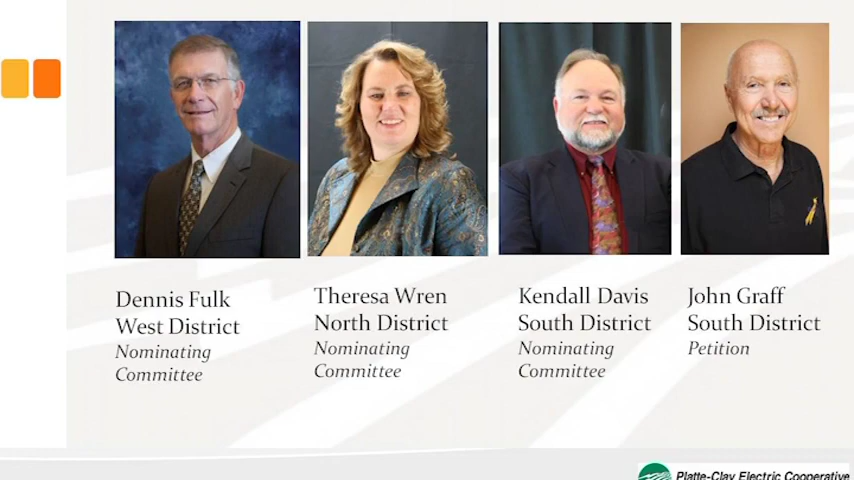 Dennis Fulk
West District
Nominating
Committee
Theresa Wren
North District
Nominating
Committee
Kendall Davis
South District
Nominating
Committee
John Graff
South District
Petition
Platte-Clay Electric Cooperative